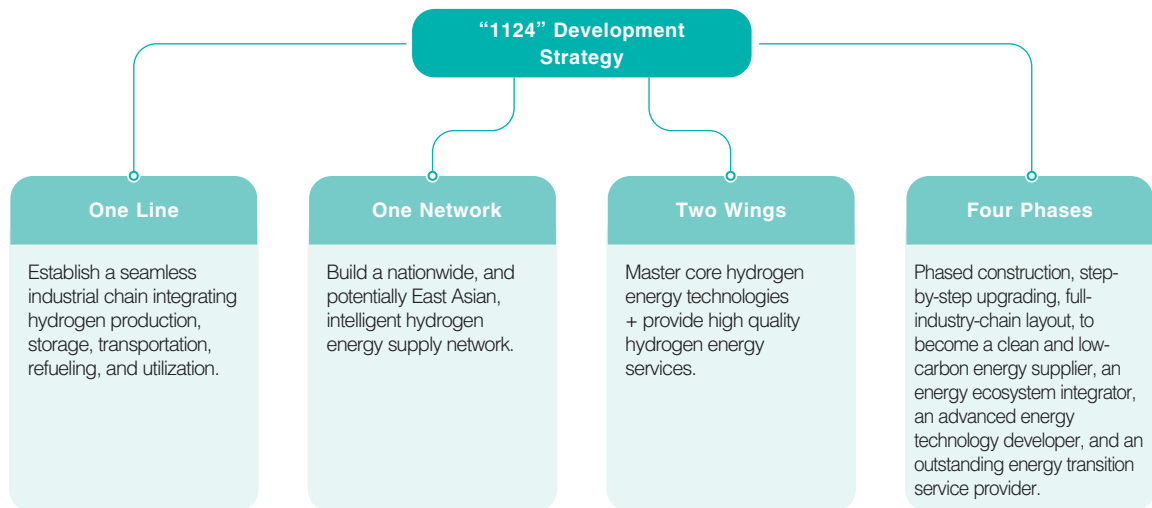 “1124” Development
Strategy
One Line
Establish a seamless
industrial chain integrating
hydrogen production,
storage, transportation,
refueling, and utilization.
One Network
Build a nationwide, and
potentially East Asian,
intelligent hydrogen
energy supply network.
Two Wings
Master core hydrogen
energy technologies
+ provide high quality
hydrogen energy
services.
Four Phases
Phased construction, step-
by-step upgrading, full-
industry-chain layout, to
become a clean and low-
carbon energy supplier, an
energy ecosystem integrator,
an advanced energy
technology developer, and an
outstanding energy transition
service provider.